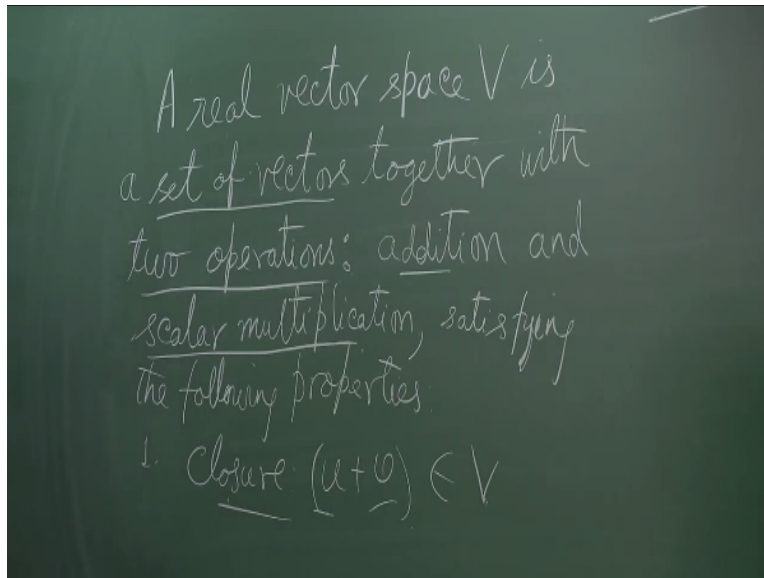 A real vector space V is
a set of vectors together with
two operations: addition and
scalar multiplication, satisfying
the following properties.
1. Closure (u+v) ∈ V